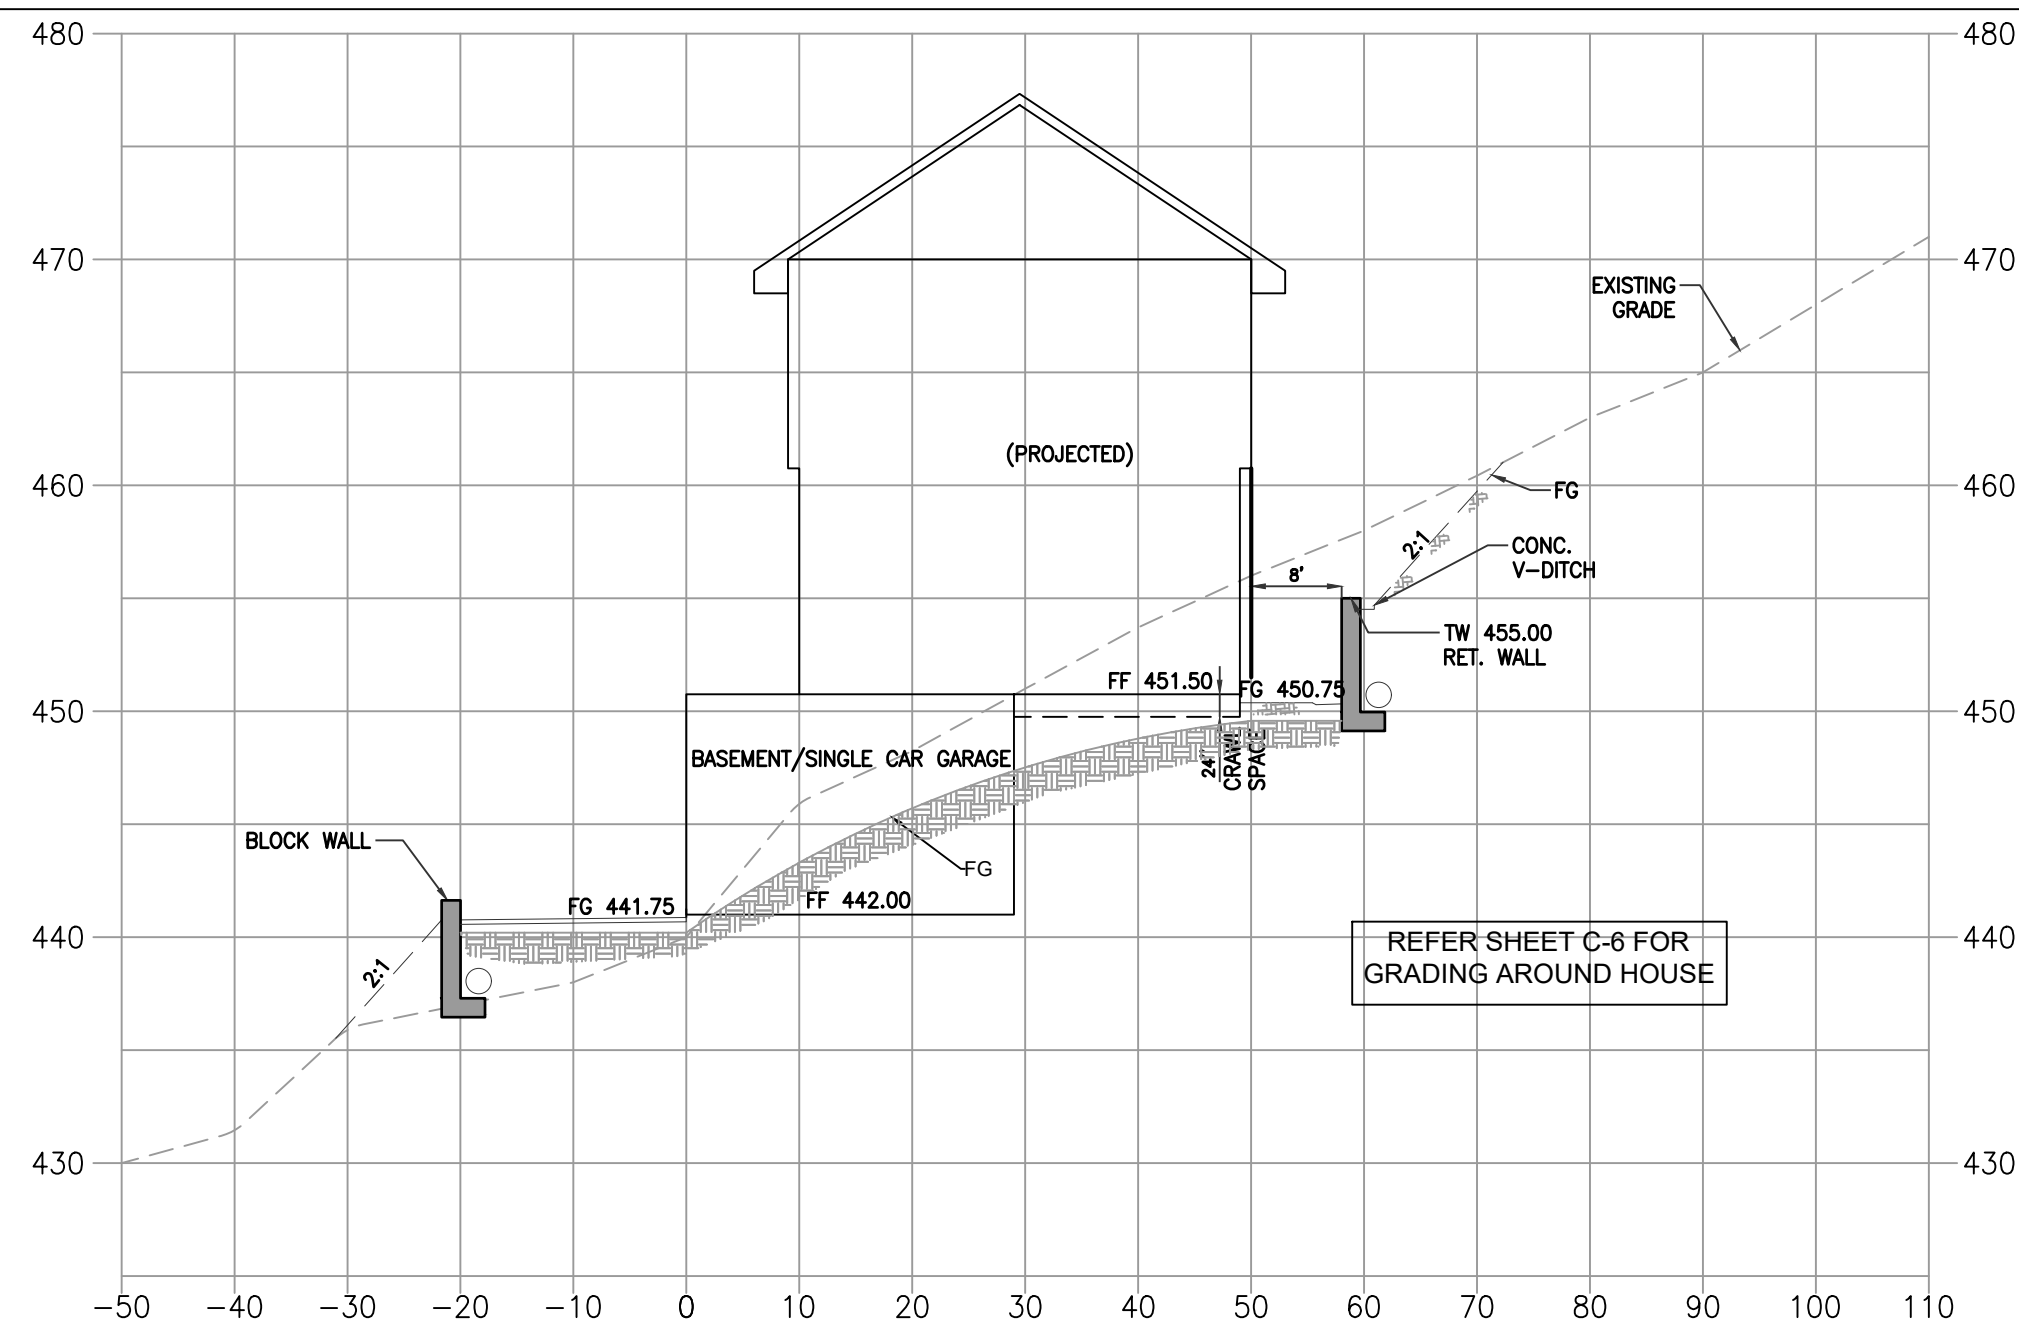 480
480
470
470
EXISTING
GRADE
(PROJECTED)
460
460
FG
2:1
CONC.
V-DITCH
8'
TW 455.00
RET. WALL
FF 451.50
FG 450.75
450
450
BASEMENT/SINGLE CAR GARAGE
24"
CRAWL
SPACE
BLOCK WALL
FG
FG 441.75
FF 442.00
440
440
2:1
REFER SHEET C-6 FOR
GRADING AROUND HOUSE
430
430
-50 -40 -30 -20 -10 0 10 20 30 40 50 60 70 80 90 100 110